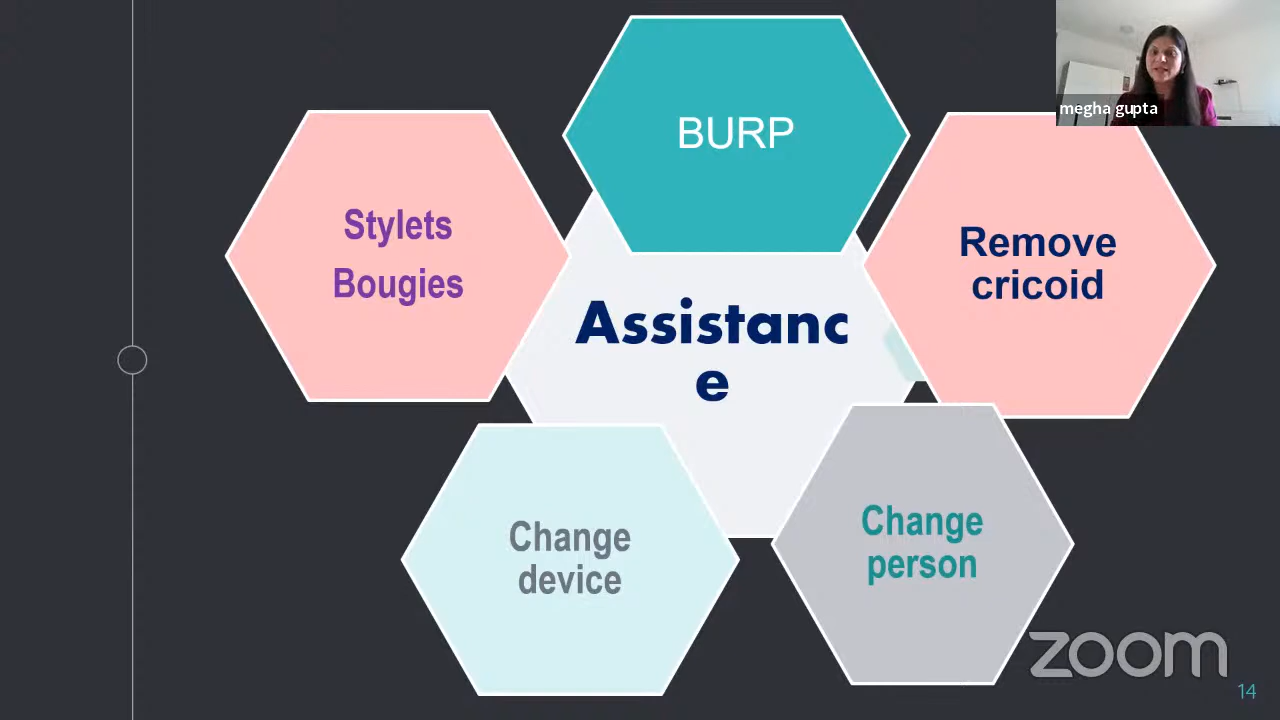 megha gupta
BURP
Stylets
Bougies
Remove
cricoid
Assistanc
e
Change
device
Change
person
zoom
14